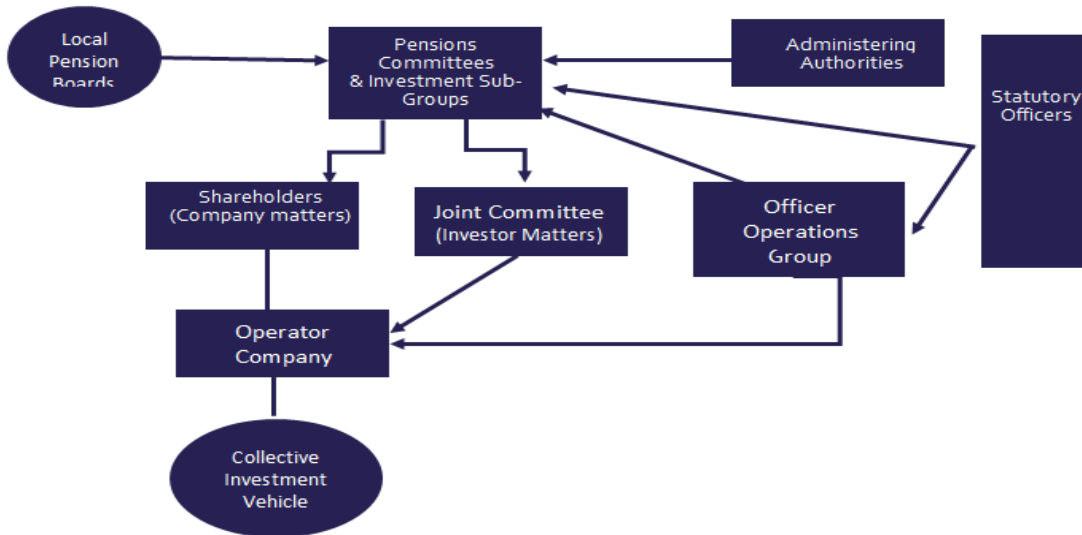 Local
Pension
Boards
Pensions
Committees
& Investment Sub-
Groups
Administering
Authorities
Statutory
Officers
Shareholders
(Company matters)
Joint Committee
(Investor Matters)
Officer
Operations
Group
Operator
Company
Collective
Investment
Vehicle